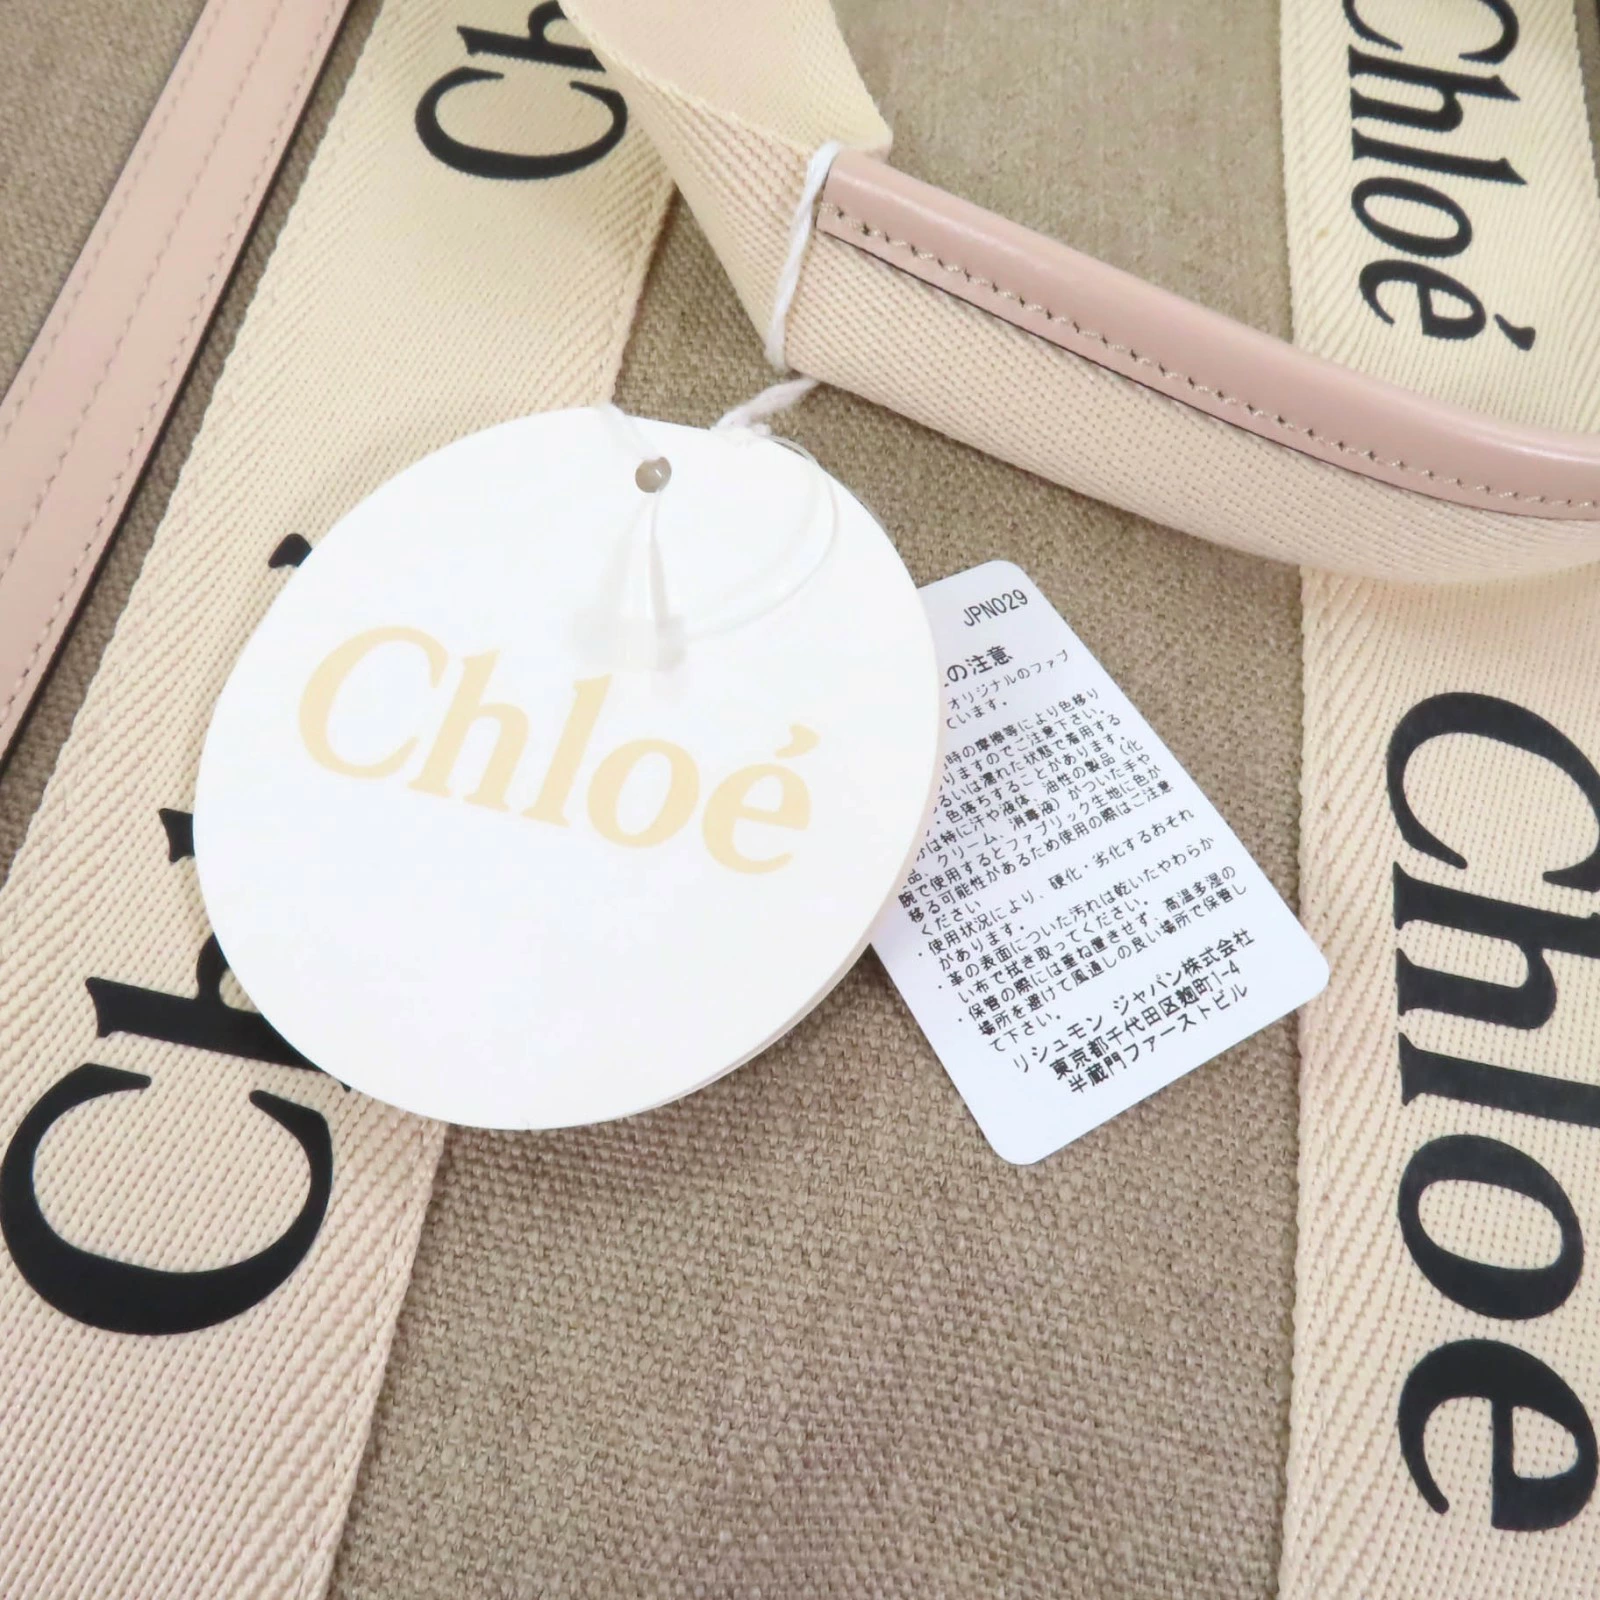 Ch
Chloé
Chloé
Ch
Chloe
JPN029
の注意
オリジナルのファブ
ています。
時の摩擦等により色移り
りますのでご注意下さい。
るいは濡れた状態で着用する
色落ちすることがあります。
は特に汗や液体、油性の製品（化
品、クリーム、消毒液）がついた手や
腕で使用するとファブリック生地に色が
移る可能性があるため使用の際はご注意
ください
・使用状況により、硬化・劣化するおそれ
があります。
・革の表面についた汚れは乾いたやわらか
い布で拭き取ってください。
・保管の際には重ね置きせず、高温多湿の
場所を避けて風通しの良い場所で保管し
て下さい。
リシュモン ジャパン株式会社
東京都千代田区麹町1-4
半蔵門ファーストビル